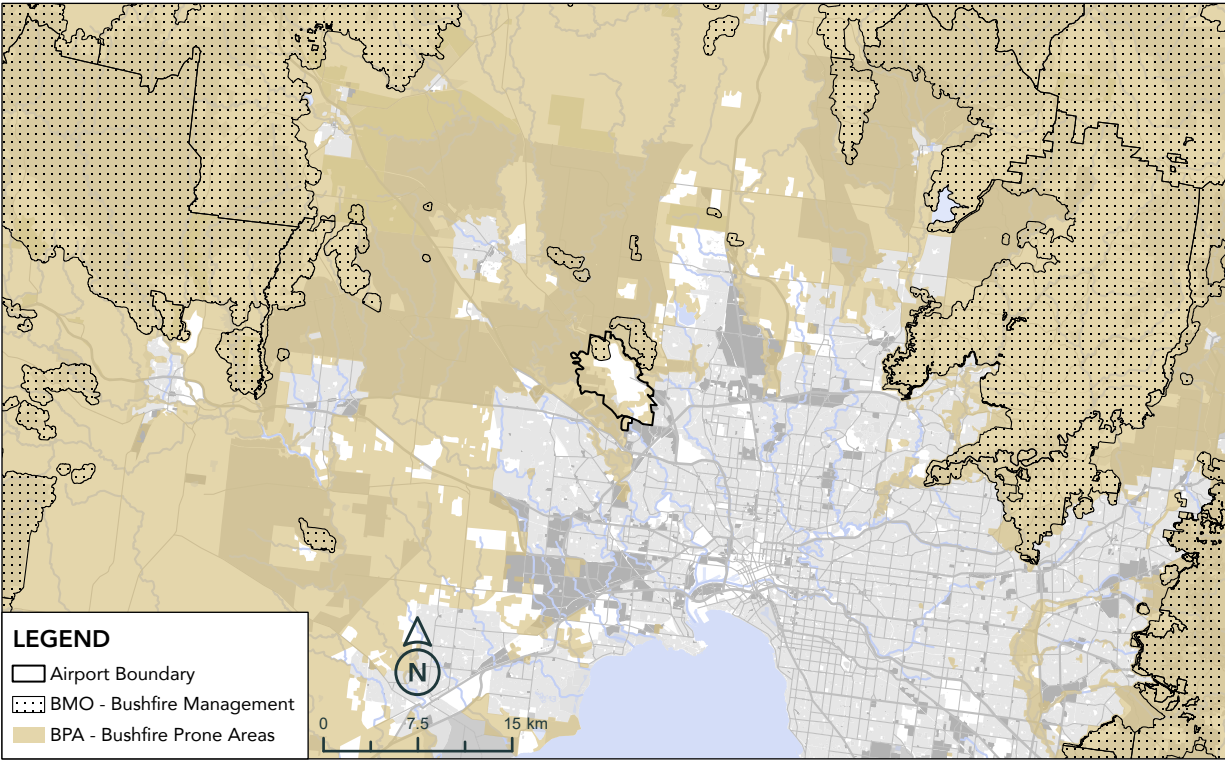 LEGEND
Airport Boundary
BMO - Bushfire Management
BPA - Bushfire Prone Areas
N
0 7.5 15 km